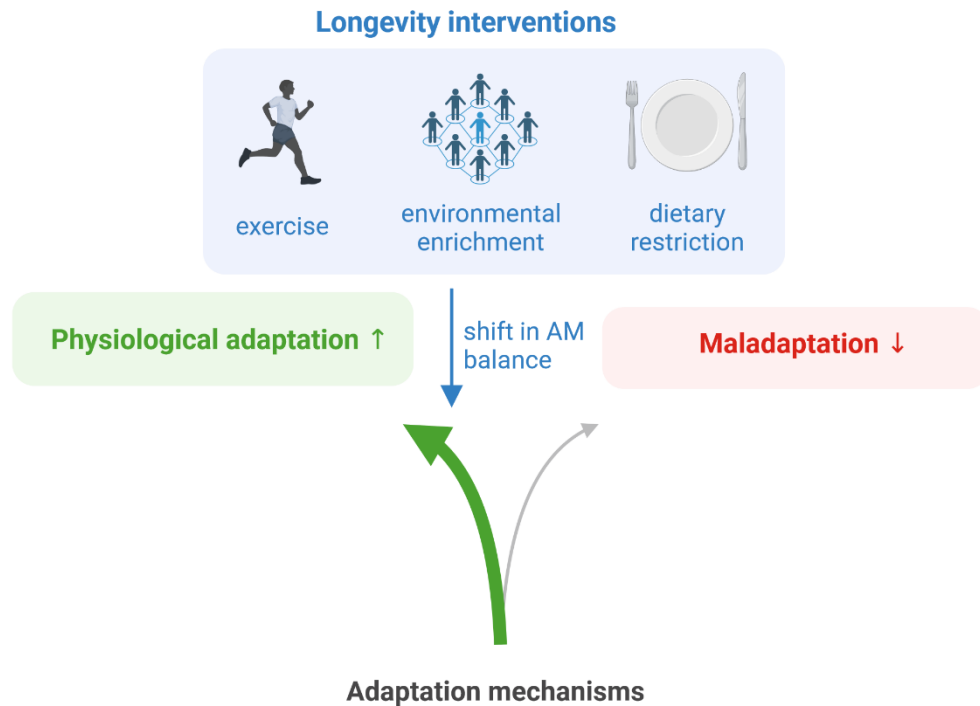 Longevity interventions
exercise
environmental
enrichment
dietary
restriction
Physiological adaptation ↑
shift in AM
balance
Maladaptation ↓
Adaptation mechanisms